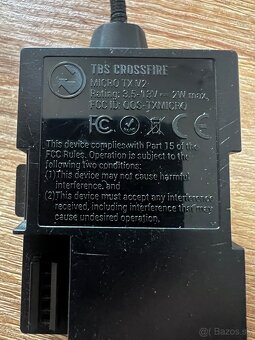 TBS CROSSFIRE
MICRO TX V2
Rating: 3.5-13V⎓ 2W max.
FCC ID: QOS-TXMICRO
FC CE
This device complies with Part 15 of the
FCC Rules. Operation is subject to the
following two conditions:
(1)This device may not cause harmful
interference, and
(2)This device must accept any interference
received, including interference that may
cause undesired operation.
Bazos.sk